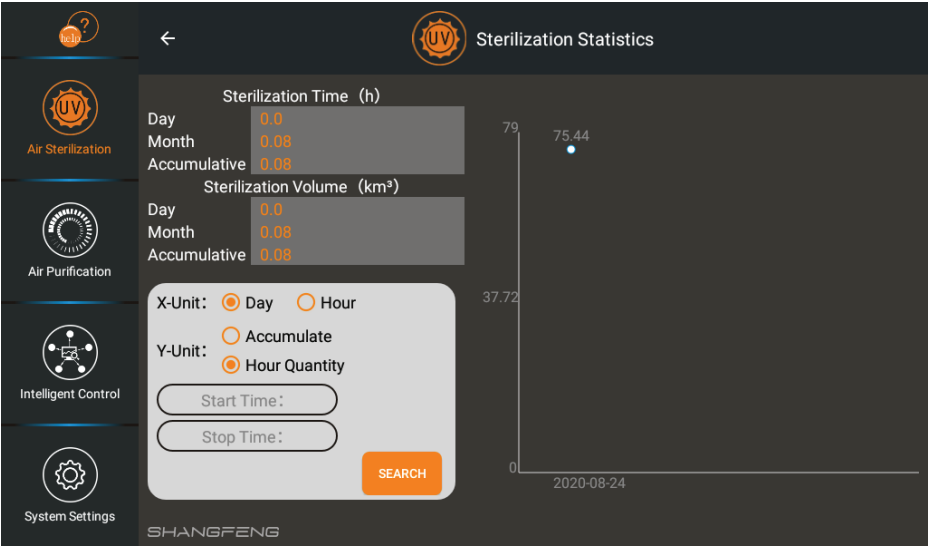 help ?
UV Sterilization Statistics
UV
Air Sterilization
Air Purification
Intelligent Control
System Settings
Sterilization Time（h）
Day 0.0
Month 0.08
Accumulative 0.08
Sterilization Volume（km³）
Day 0.0
Month 0.08
Accumulative 0.08
X-Unit： Day Hour
Y-Unit： Accumulate
Hour Quantity
Start Time：
Stop Time：
SEARCH
SHANGFENG
79
75.44
37.72
0
2020-08-24